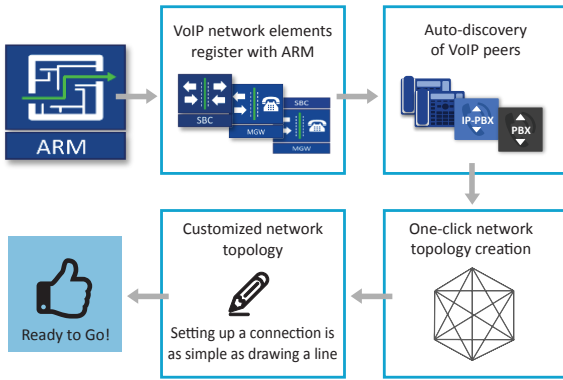 ARM
VoIP network elements
register with ARM
SBC
MGW
SBC
MGW
Auto-discovery
of VoIP peers
IP-PBX
PBX
One-click network
topology creation
Customized network
topology
Setting up a connection is
as simple as drawing a line
Ready to Go!